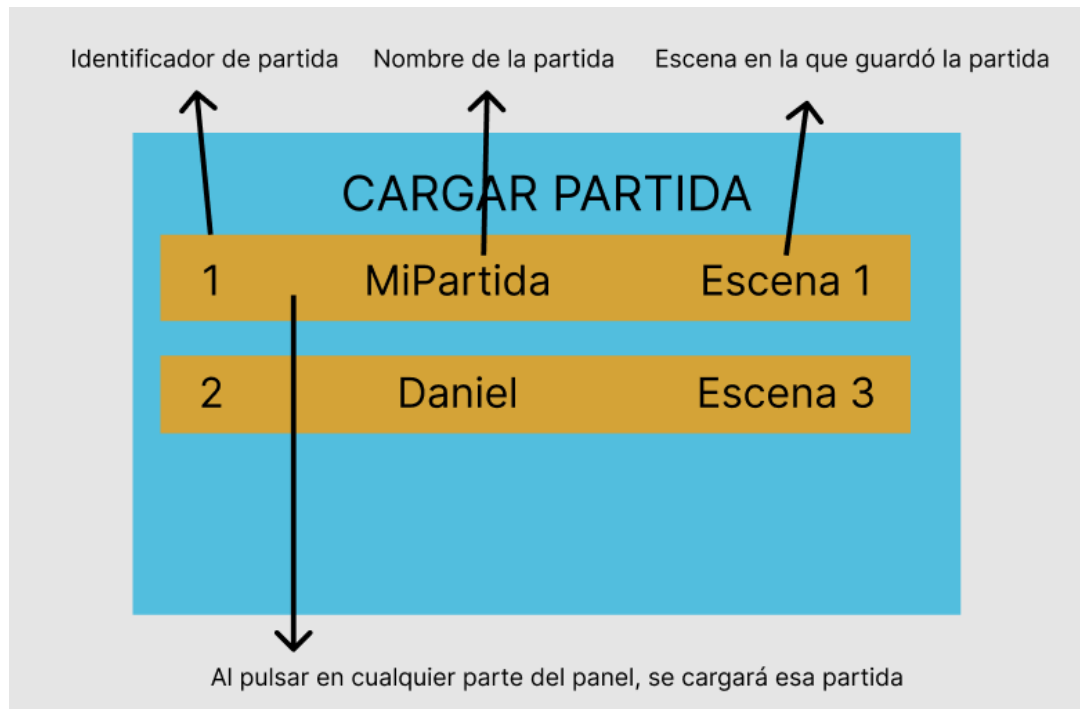 Identificador de partida Nombre de la partida Escena en la que guardó la partida
CARGAR PARTIDA
1 MiPartida Escena 1
2 Daniel Escena 3
Al pulsar en cualquier parte del panel, se cargará esa partida